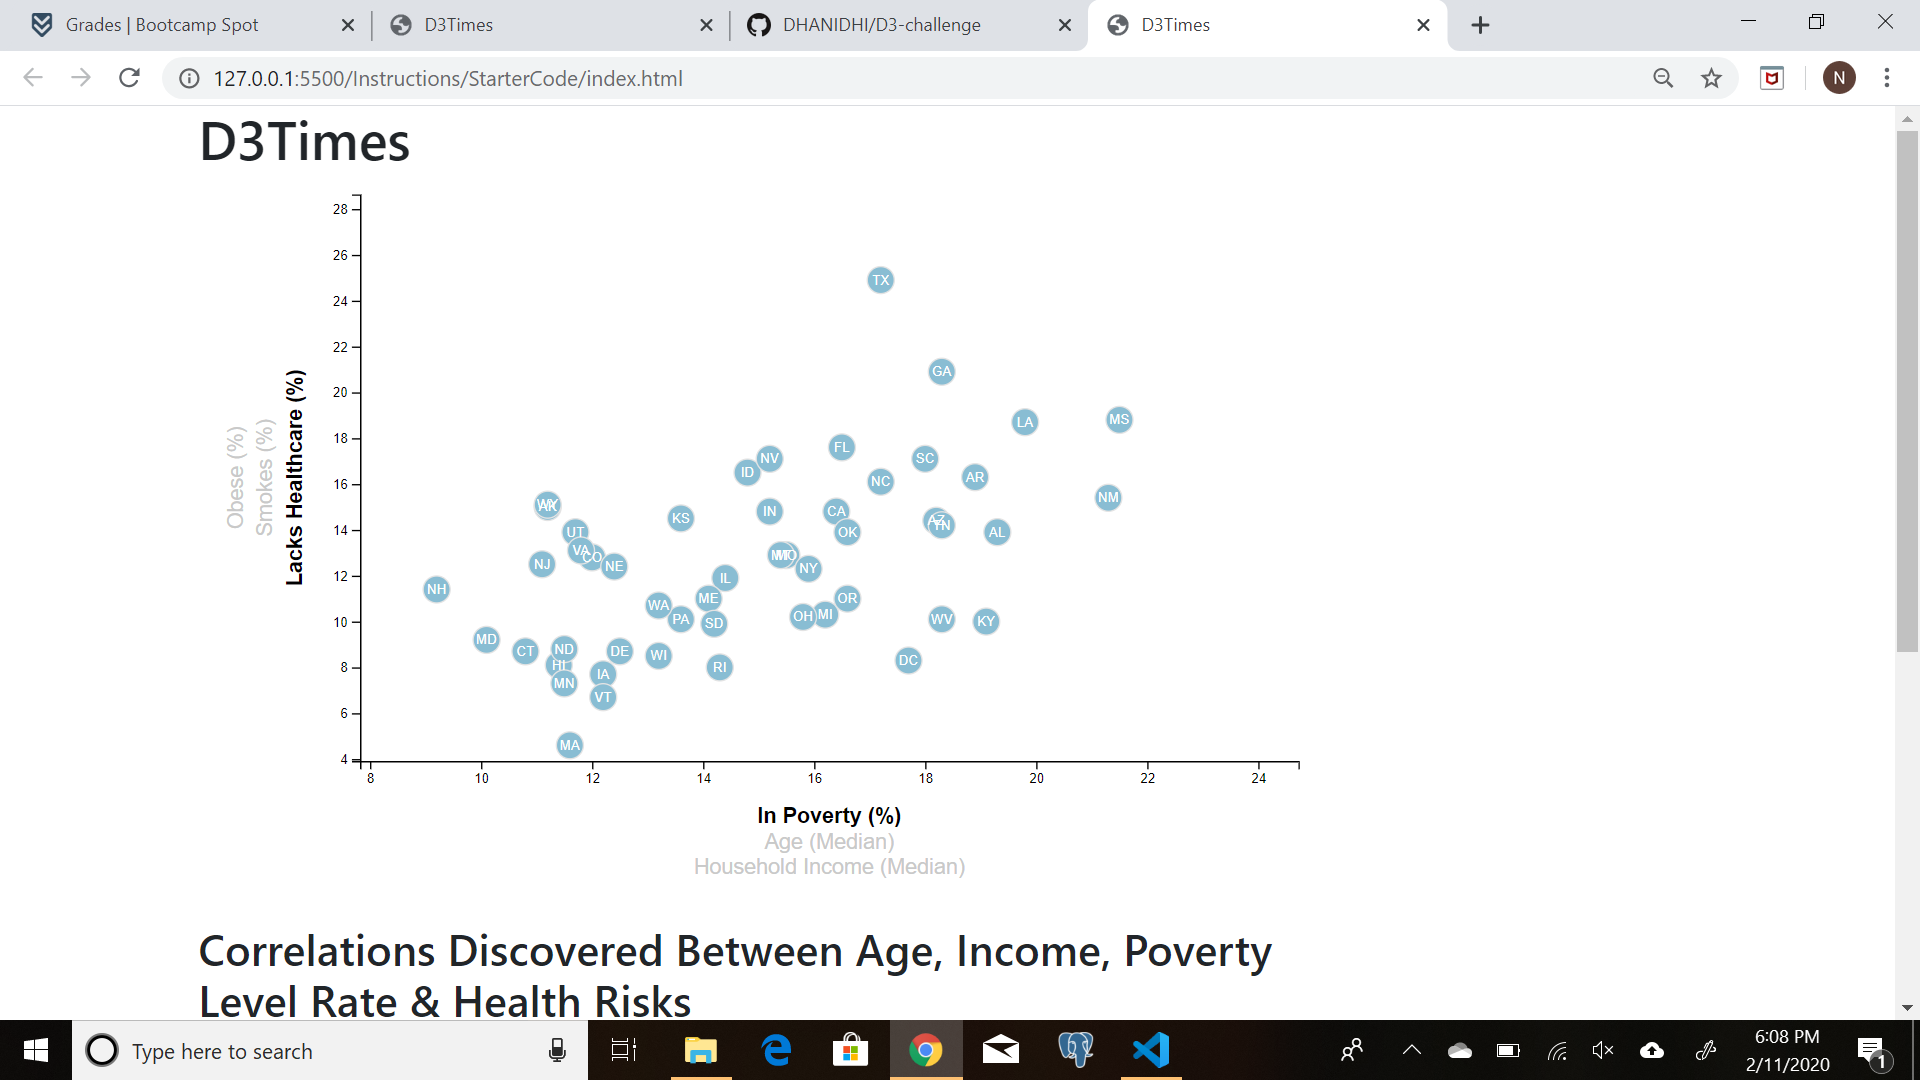 Grades | Bootcamp Spot
D3Times
DHANIDHI/D3-challenge
D3Times
127.0.0.1:5500/Instructions/StarterCode/index.html
N
D3Times
28
26
24
22
20
18
16
14
12
10
8
6
4
Obese (%)
Smokes (%)
Lacks Healthcare (%)
TX
GA
LA
MS
FL
NV
SC
ID
AR
NC
NM
WY
IN
CA
KS
AZ
TN
UT
OK
AL
VA
CO
NJ
NE
NY
IL
NH
ME
OR
WA
PA
SD
OH
MI
WV
KY
MD
CT
ND
DE
WI
DC
HI
RI
IA
MN
VT
MA
8
10
12
14
16
18
20
22
24
In Poverty (%)
Age (Median)
Household Income (Median)
Correlations Discovered Between Age, Income, Poverty
Level Rate & Health Risks
Type here to search
6:08 PM
2/11/2020
1